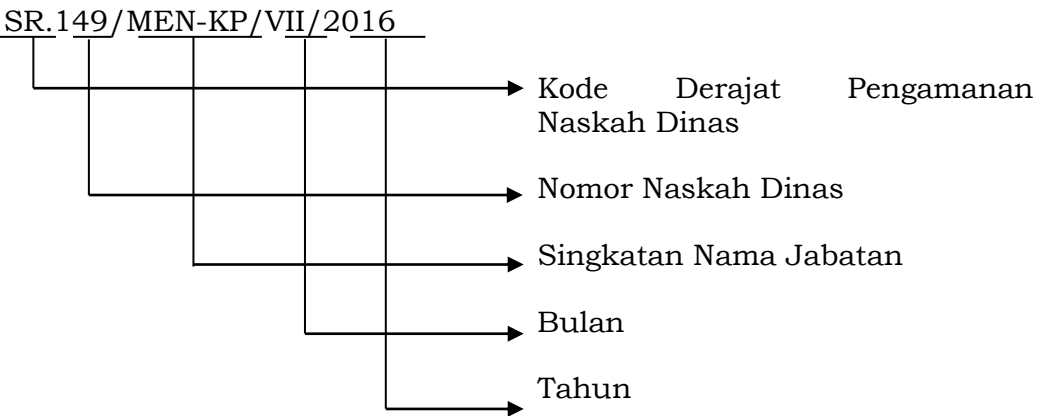 SR.149/MEN-KP/VII/2016
Kode Derajat Pengamanan
Naskah Dinas
Nomor Naskah Dinas
Singkatan Nama Jabatan
Bulan
Tahun